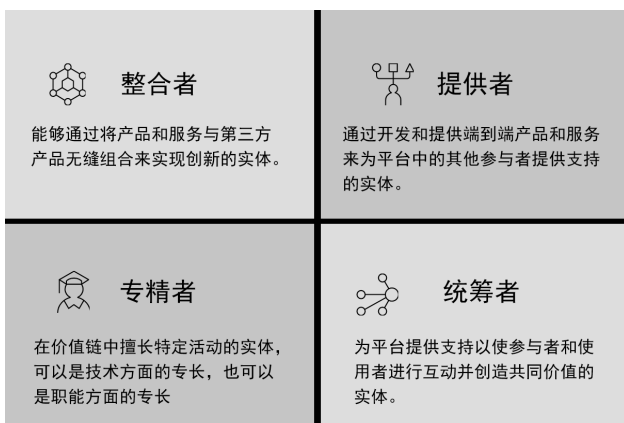 整合者
能够通过将产品和服务与第三方
产品无缝组合来实现创新的实体。
提供者
通过开发和提供端到端产品和服务
来为平台中的其他参与者提供支持
的实体。
专精者
在价值链中擅长特定活动的实体，
可以是技术方面的专长，也可以
是职能方面的专长
统筹者
为平台提供支持以使参与者和使
用者进行互动并创造共同价值的
实体。